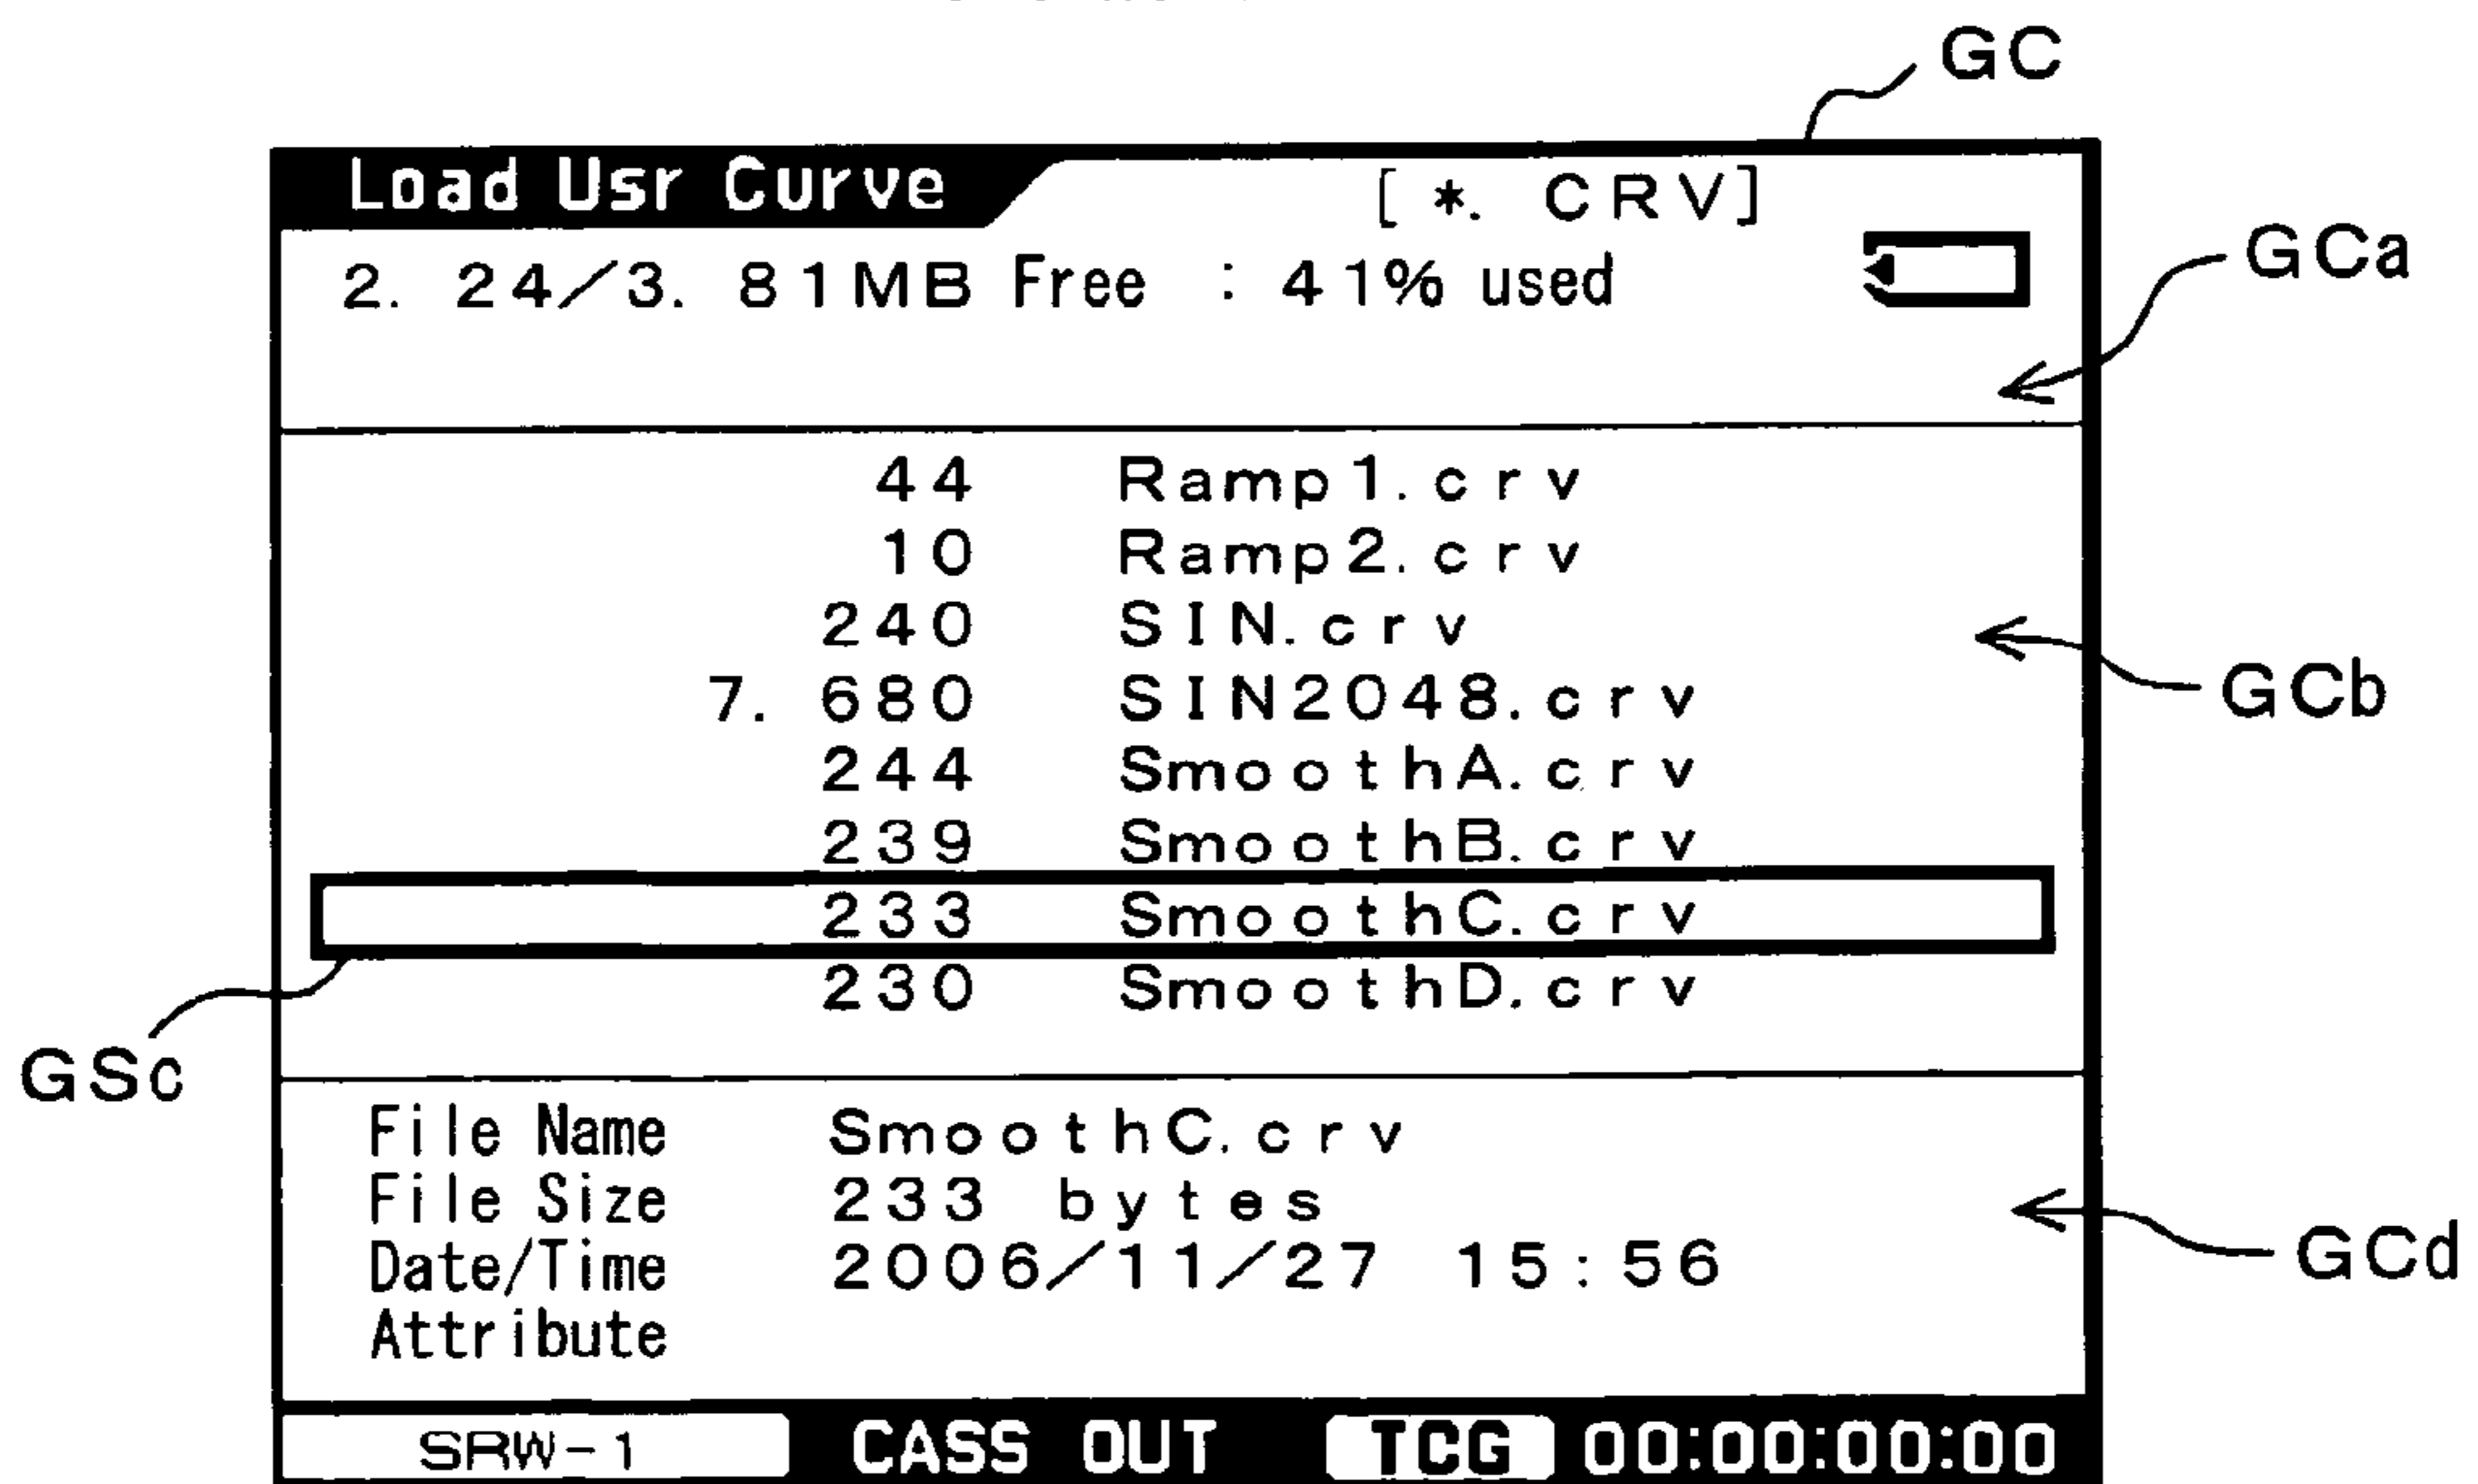 GC
Load Usr Curve [*. CRV]
2. 24/3. 81MB Free : 41% used
GCa
44 Ramp1.crv
10 Ramp2.crv
240 SIN.crv
7. 680 SIN2048.crv
GCb
244 SmoothA.crv
239 SmoothB.crv
233 SmoothC.crv
230 SmoothD.crv
GSc
File Name SmoothC.crv
File Size 233 bytes
GCd
Date/Time 2006/11/27 15:56
Attribute
SRW-1 CASS OUT TCG 00:00:00:00